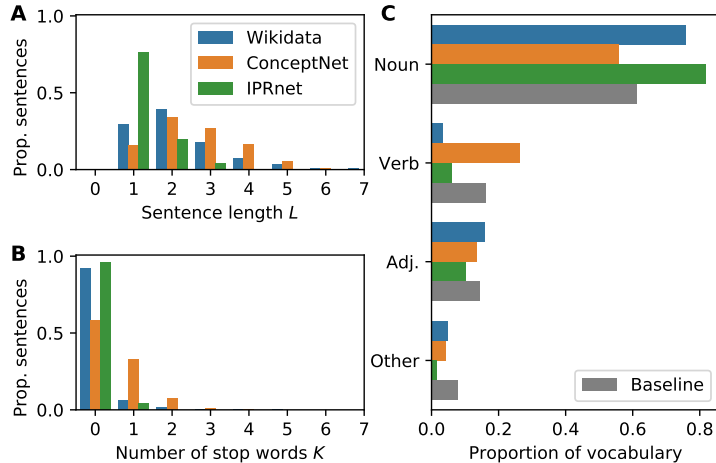 A
Prop. sentences
1.0
0.5
0.0
Wikidata
ConceptNet
IPRnet
0 1 2 3 4 5 6 7
Sentence length L
B
Prop. sentences
1.0
0.5
0.0
0 1 2 3 4 5 6 7
Number of stop words K
C
Noun
Verb
Adj.
Other
Baseline
0.0 0.2 0.4 0.6 0.8
Proportion of vocabulary